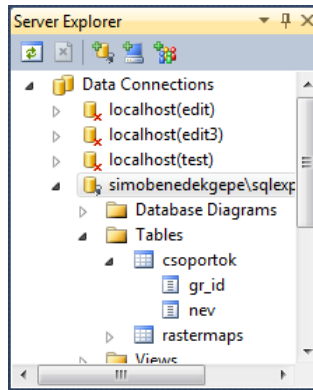 Server Explorer
Data Connections
localhost(edit)
localhost(edit3)
localhost(test)
simobenedekgepe\sqlexp
Database Diagrams
Tables
csoportok
gr_id
nev
rastermaps
Views